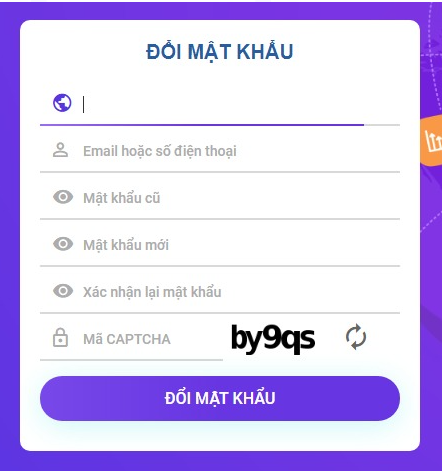 ĐỔI MẬT KHẨU
Email hoặc số điện thoại
Mật khẩu cũ
Mật khẩu mới
Xác nhận lại mật khẩu
Mã CAPTCHA by9qs
ĐỔI MẬT KHẨU